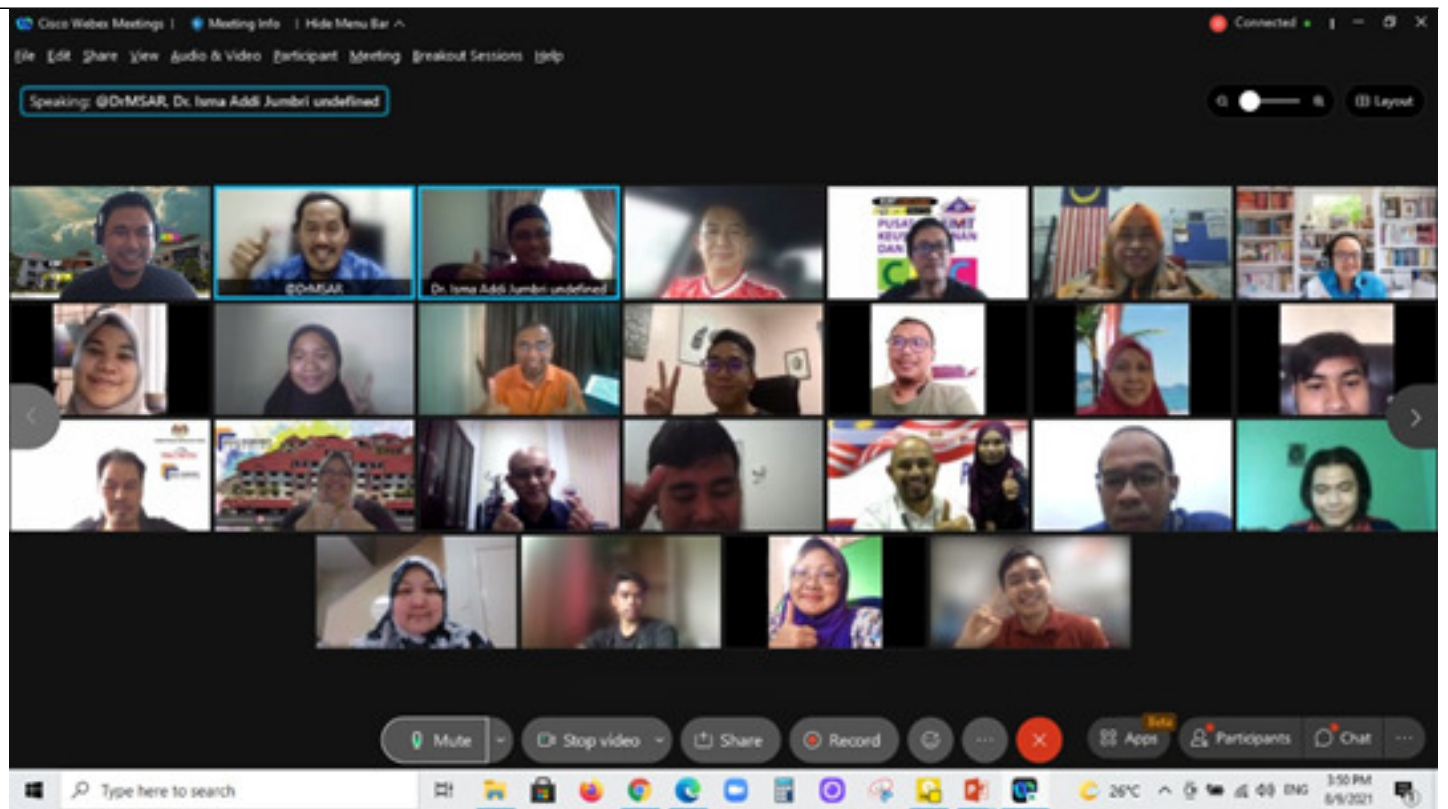 Cisco Webex Meetings | Meeting Info | Hide Menu Bar
File Edit Share View Audio & Video Participant Meeting Breakout Sessions Help
Connected
Speaking: @DrMSAR, Dr. Isma Addi Jumbri undefined
Layout
@DrMSAR
Dr. Isma Addi Jumbri undefined
DAN
Mute
Stop video
Share
Record
Apps
Beta
Participants
Chat
Type here to search
26°C
ENG
3:50 PM
6/9/2021